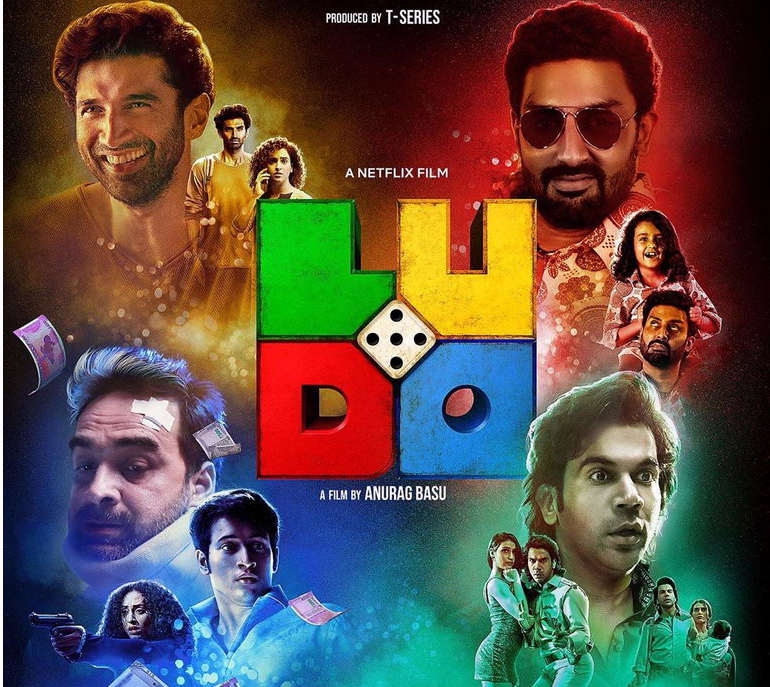 PRODUCED BY T-SERIES
A NETFLIX FILM
LU
DO
A FILM BY ANURAG BASU